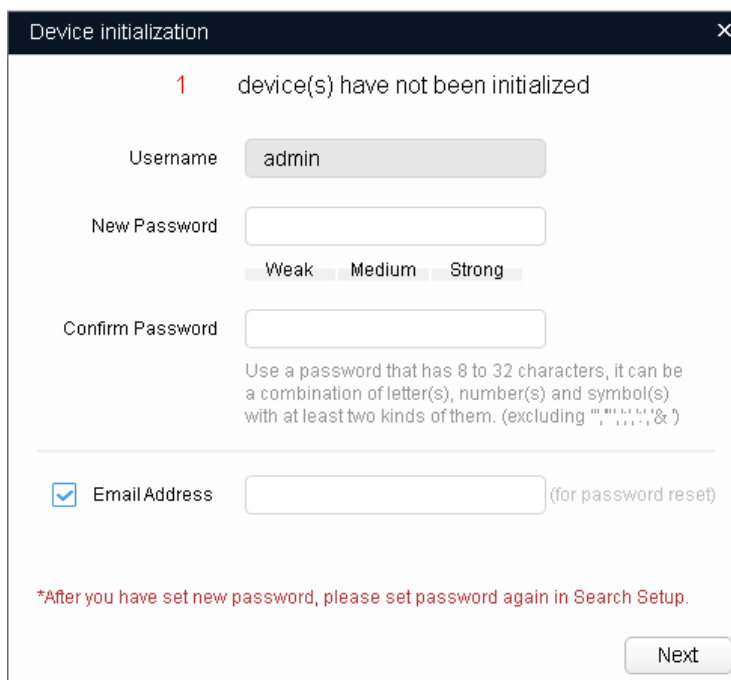 Device initialization
1 device(s) have not been initialized
Username admin
New Password
Weak Medium Strong
Confirm Password
Use a password that has 8 to 32 characters, it can be
a combination of letter(s), number(s) and symbol(s)
with at least two kinds of them. (excluding
Email Address (for password reset)
*After you have set new password, please set password again in Search Setup.
Next